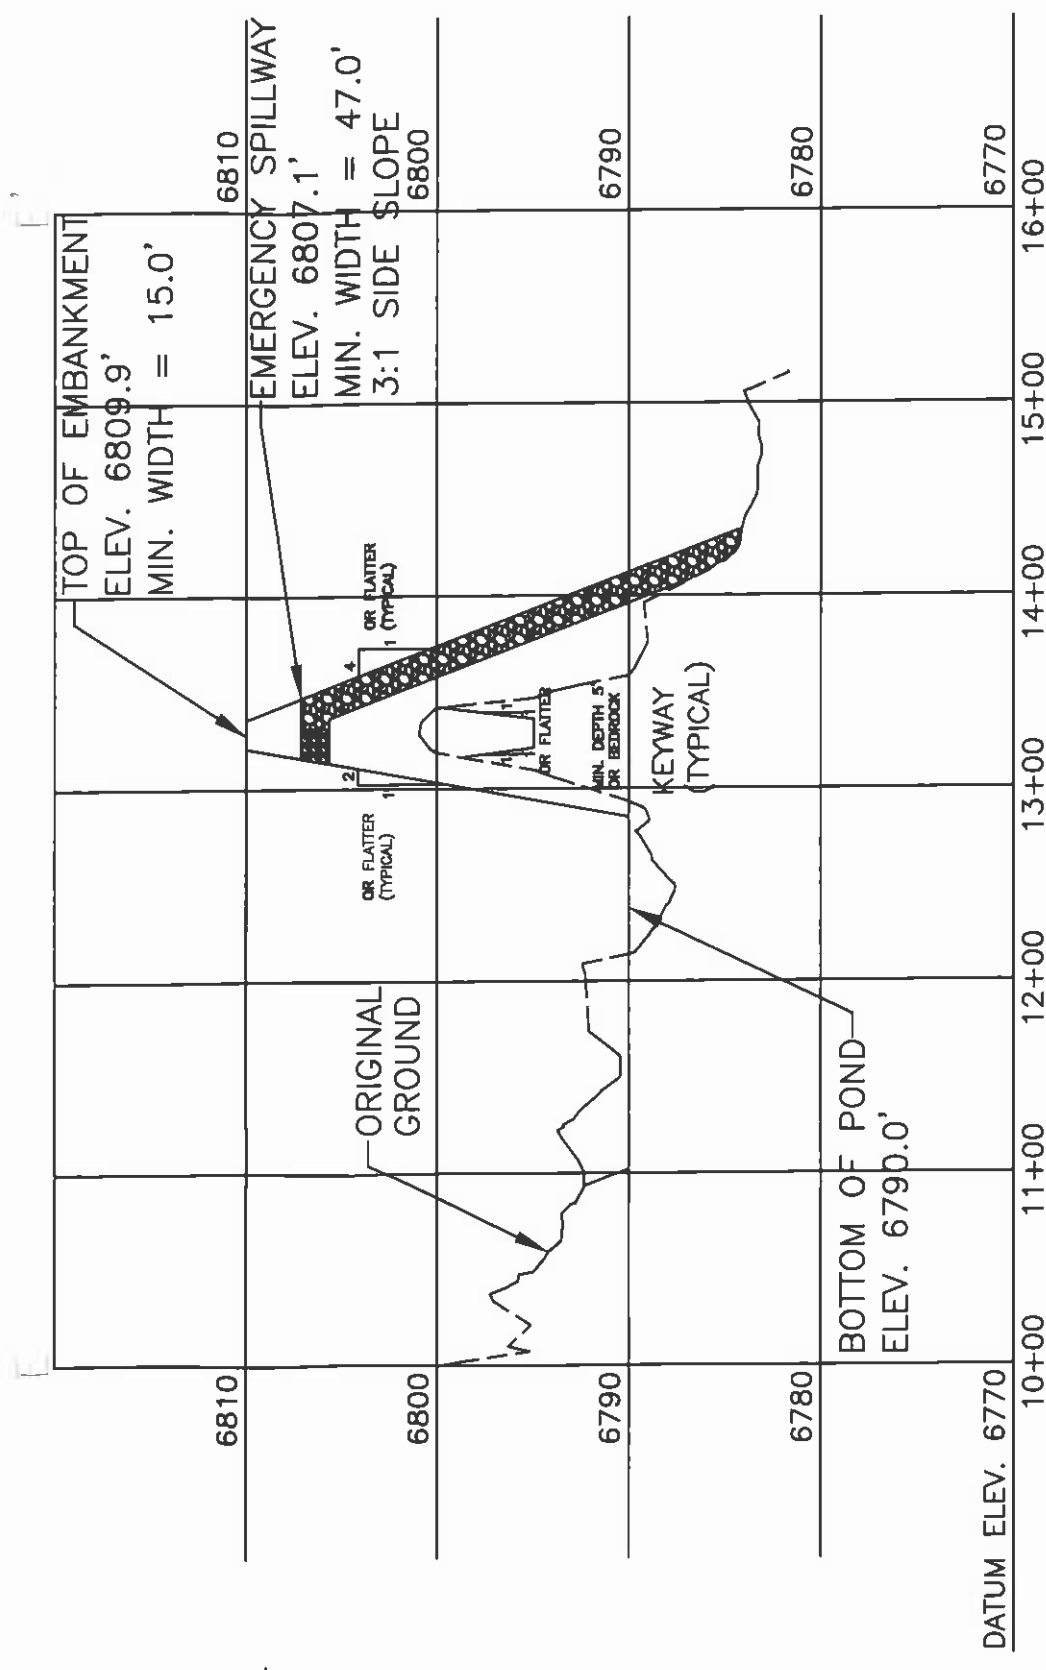 TOP OF EMBANKMENT
ELEV. 6809.9'
MIN. WIDTH = 15.0'
EMERGENCY SPILLWAY
ELEV. 6807.1'
MIN. WIDTH = 47.0'
3:1 SIDE SLOPE
6810
6810
6800
6800
6790
6790
6780
6780
DATUM ELEV. 6770
6770
OR FLATTER
(TYPICAL)
2
1
4
1
OR FLATTER
(TYPICAL)
ORIGINAL
GROUND
1
1
OR FLATTER
MIN. DEPTH 5'
OR BEDROCK
KEYWAY
(TYPICAL)
BOTTOM OF POND
ELEV. 6790.0'
10+00
11+00
12+00
13+00
14+00
15+00
16+00